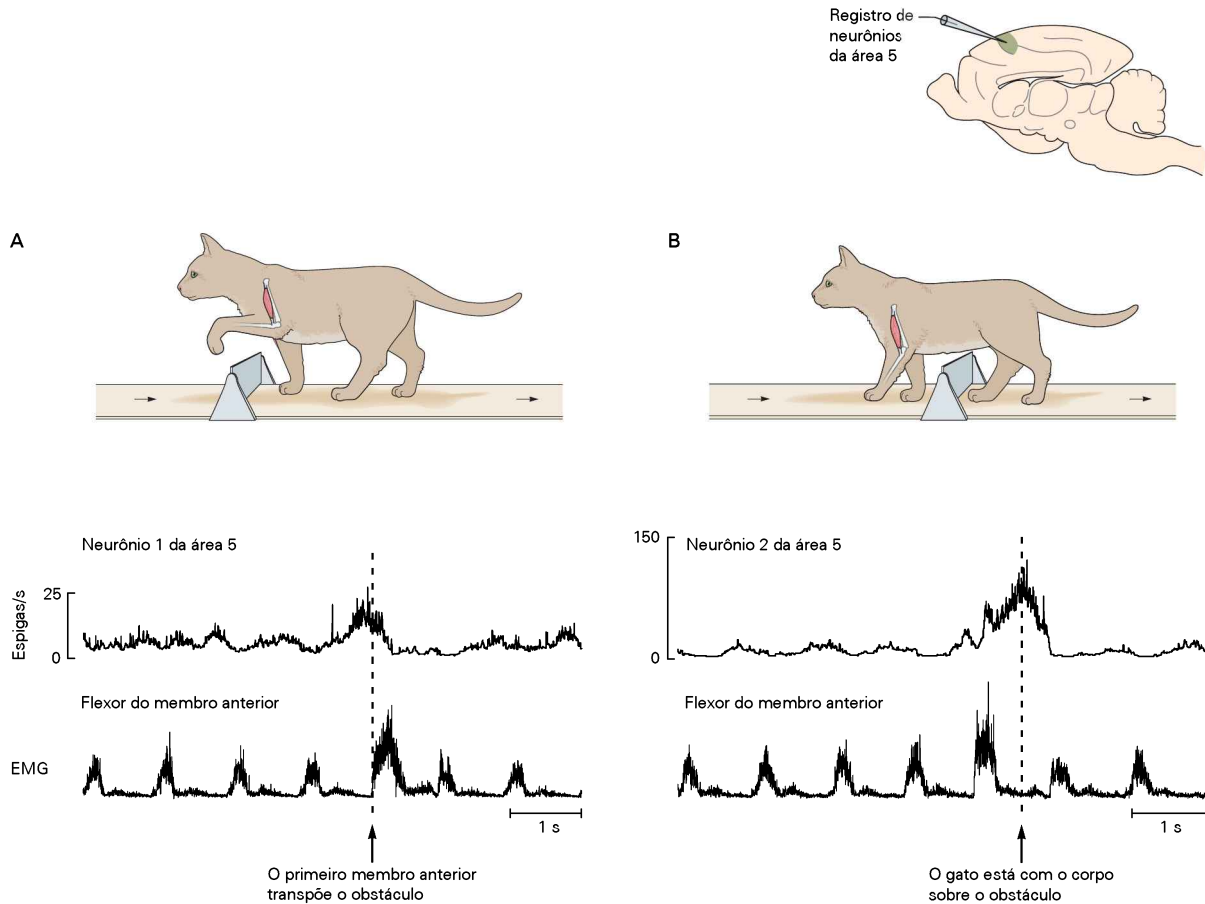 Registro de
neurônios
da área 5
A
B
Neurônio 1 da área 5
25
Espigas/s
0
Flexor do membro anterior
EMG
1 s
O primeiro membro anterior
transpõe o obstáculo
150
Neurônio 2 da área 5
0
Flexor do membro anterior
1 s
O gato está com o corpo
sobre o obstáculo